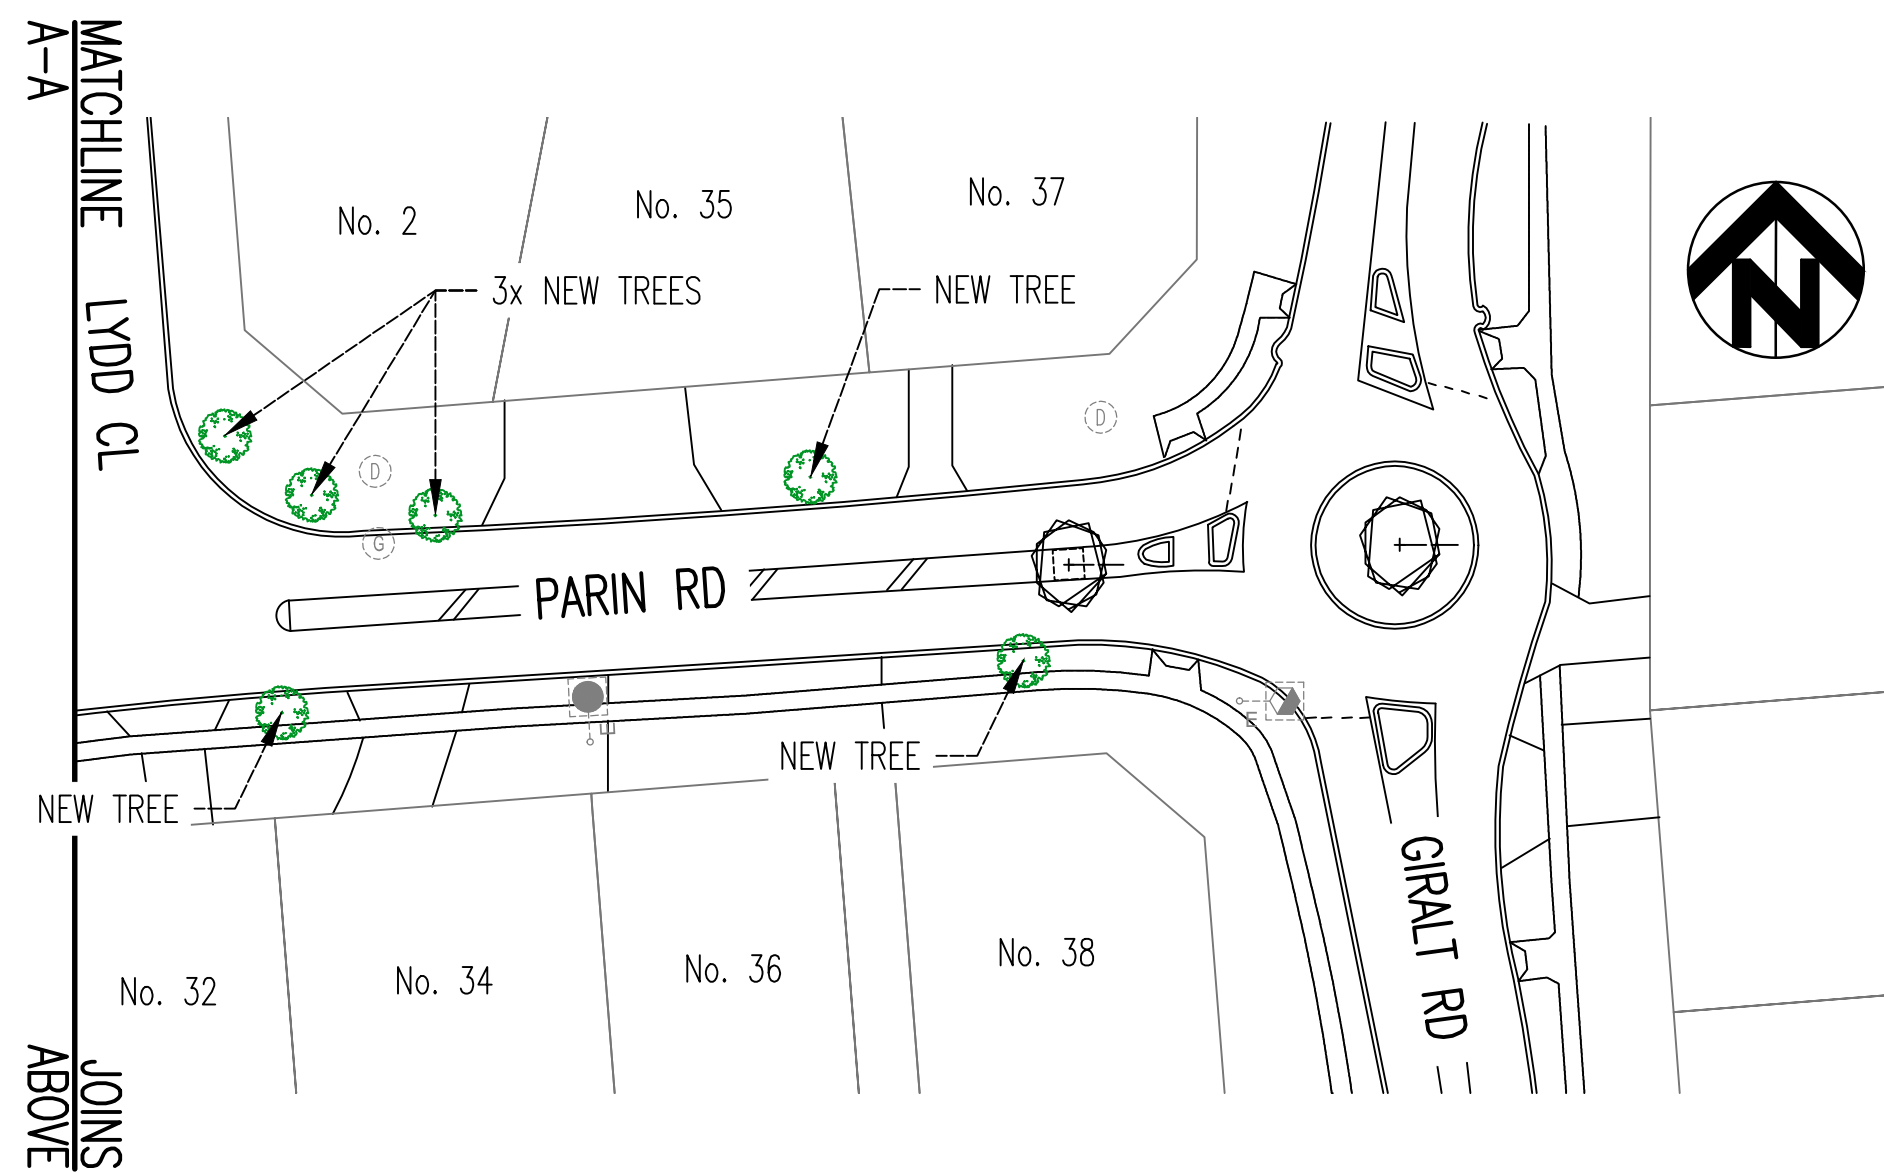 MATCHLINE
A-A
LYDD CL
No. 2
No. 35
No. 37
N
3x NEW TREES
NEW TREE
D
D
G
PARIN RD
E
E
NEW TREE
NEW TREE
GIRALT RD
No. 32
No. 34
No. 36
No. 38
JOINS
ABOVE